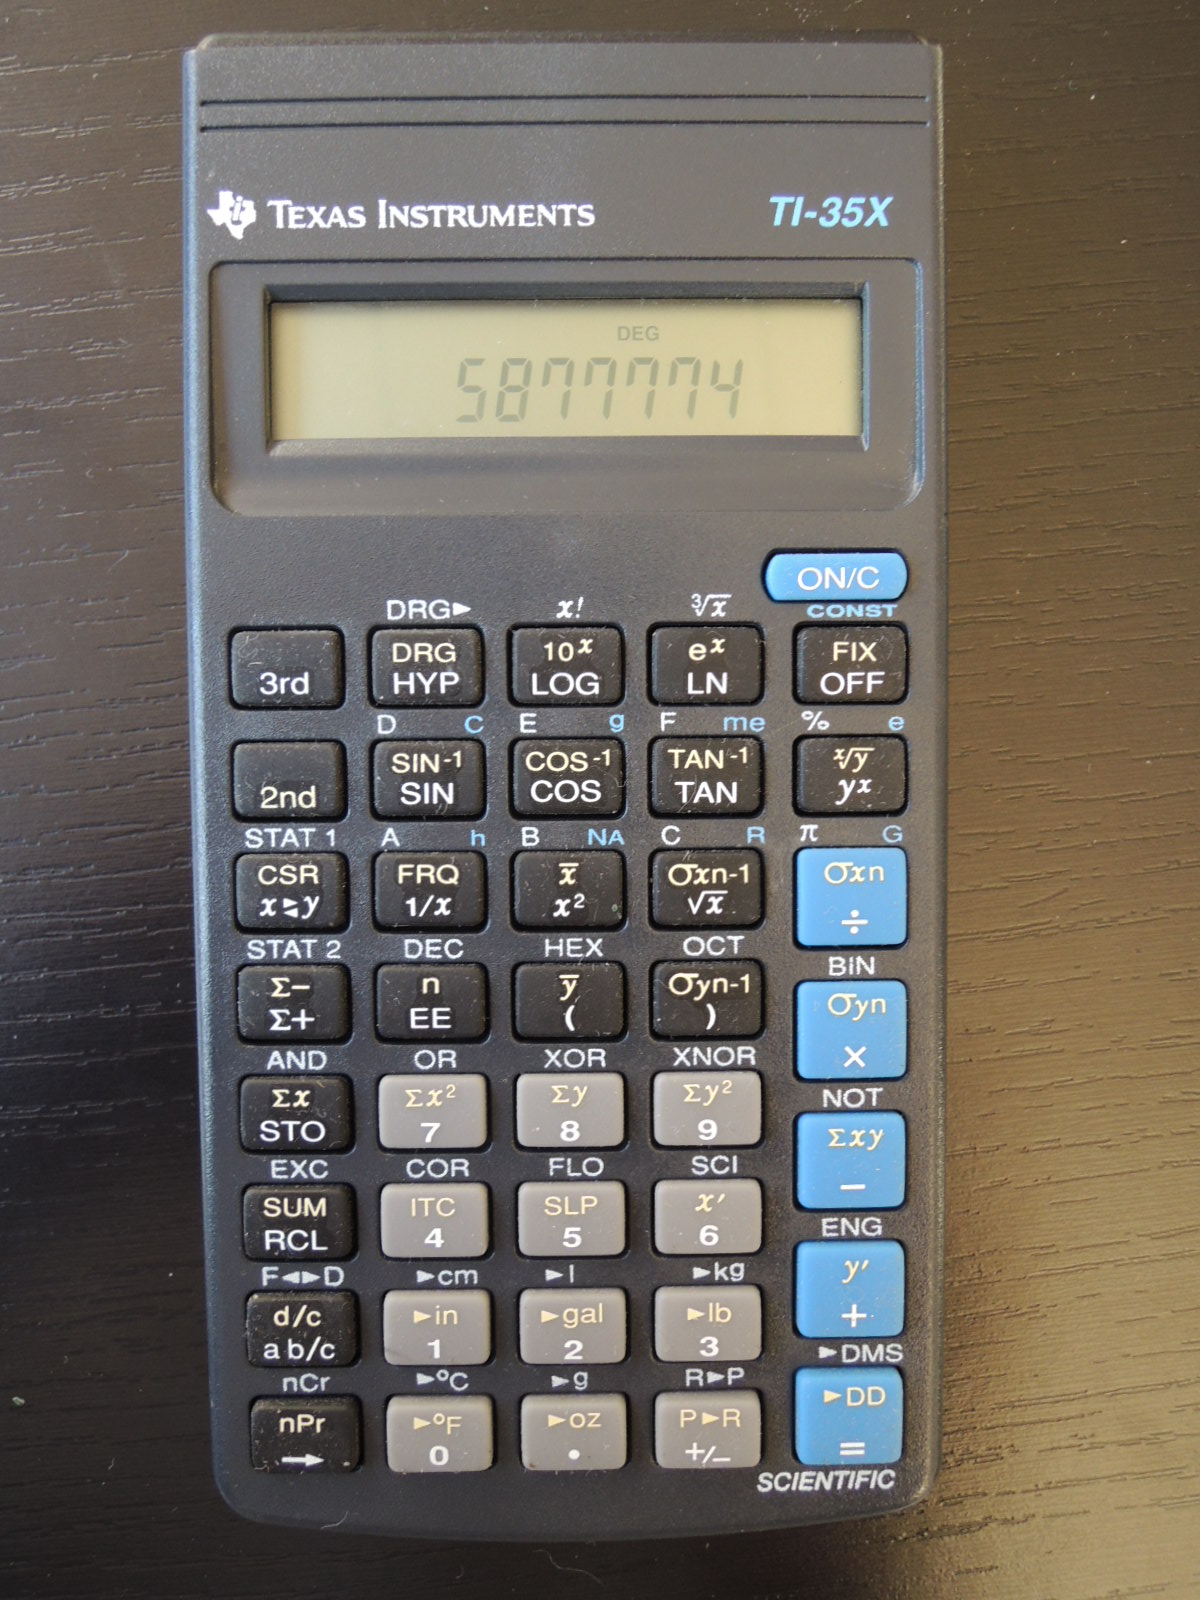 TEXAS INSTRUMENTS TI-35X
DEG
5877774
ON/C
DRG► x! ³√x CONST
DRG 10ˣ eˣ FIX
3rd HYP LOG LN OFF
D C E g F me % e
SIN⁻¹ COS⁻¹ TAN⁻¹ ˣ√y
2nd SIN COS TAN yˣ
STAT 1 A h B NA C R π G
CSR FRQ x̅ σxn-1 σxn
x⇄y 1/x x² √x ÷
STAT 2 DEC HEX OCT BIN
Σ− n y̅ σyn-1 σyn
Σ+ EE ( ) ×
AND OR XOR XNOR NOT
Σx Σx² Σy Σy² Σxy
STO 7 8 9 −
EXC COR FLO SCI ENG
SUM ITC SLP x′ y′
RCL 4 5 6 +
F◄►D ►cm ►l ►kg ►DMS
d/c ►in ►gal ►lb ►DD
a b/c 1 2 3 =
nCr ►°C ►g R►P
nPr ►°F ►oz P►R
→ 0 . +/−
SCIENTIFIC